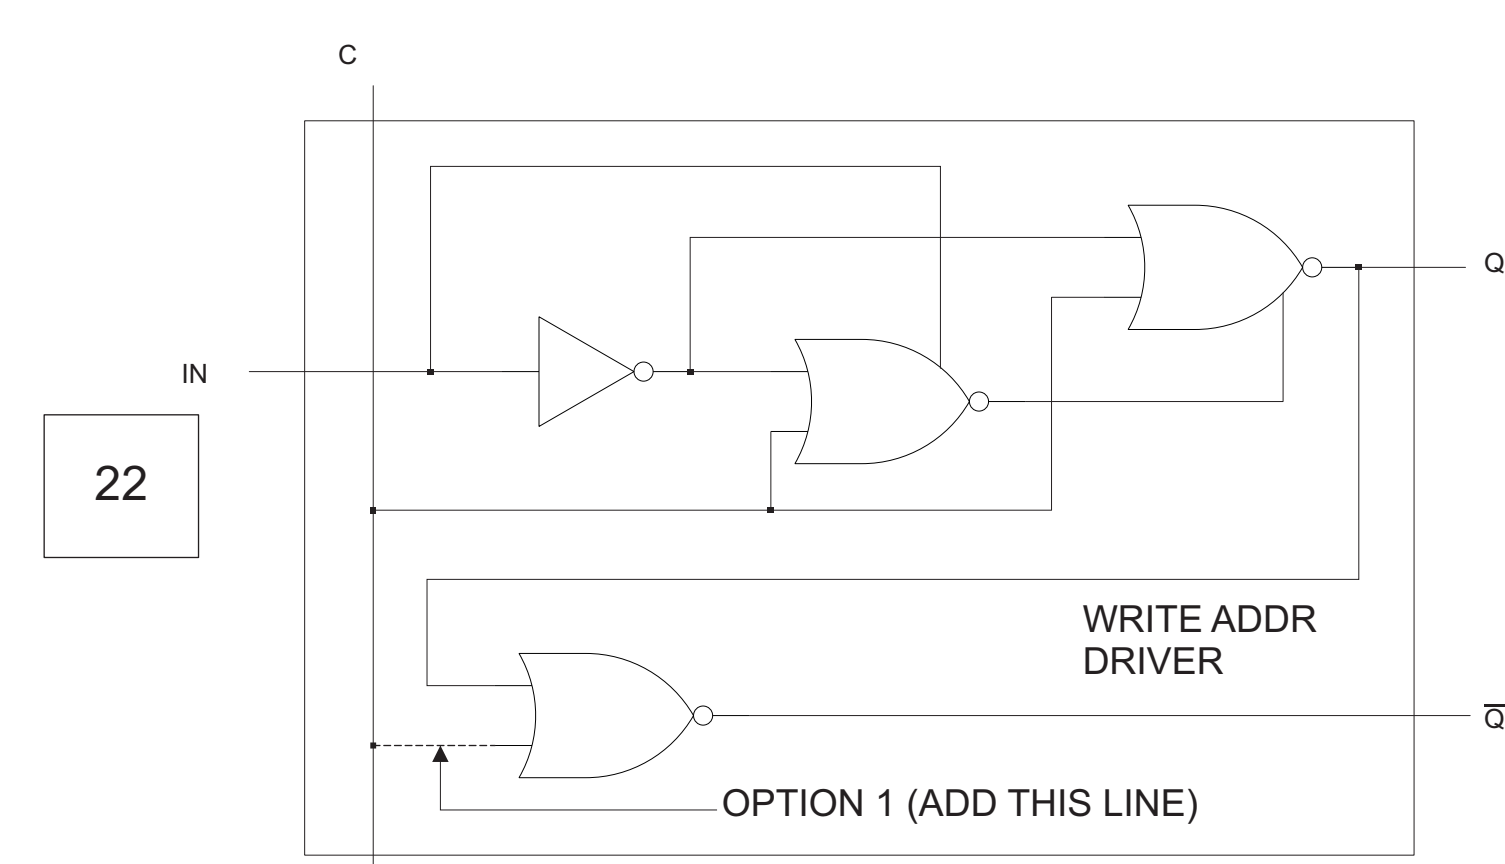 C
Q
IN
22
WRITE ADDR
DRIVER
Q̅
OPTION 1 (ADD THIS LINE)